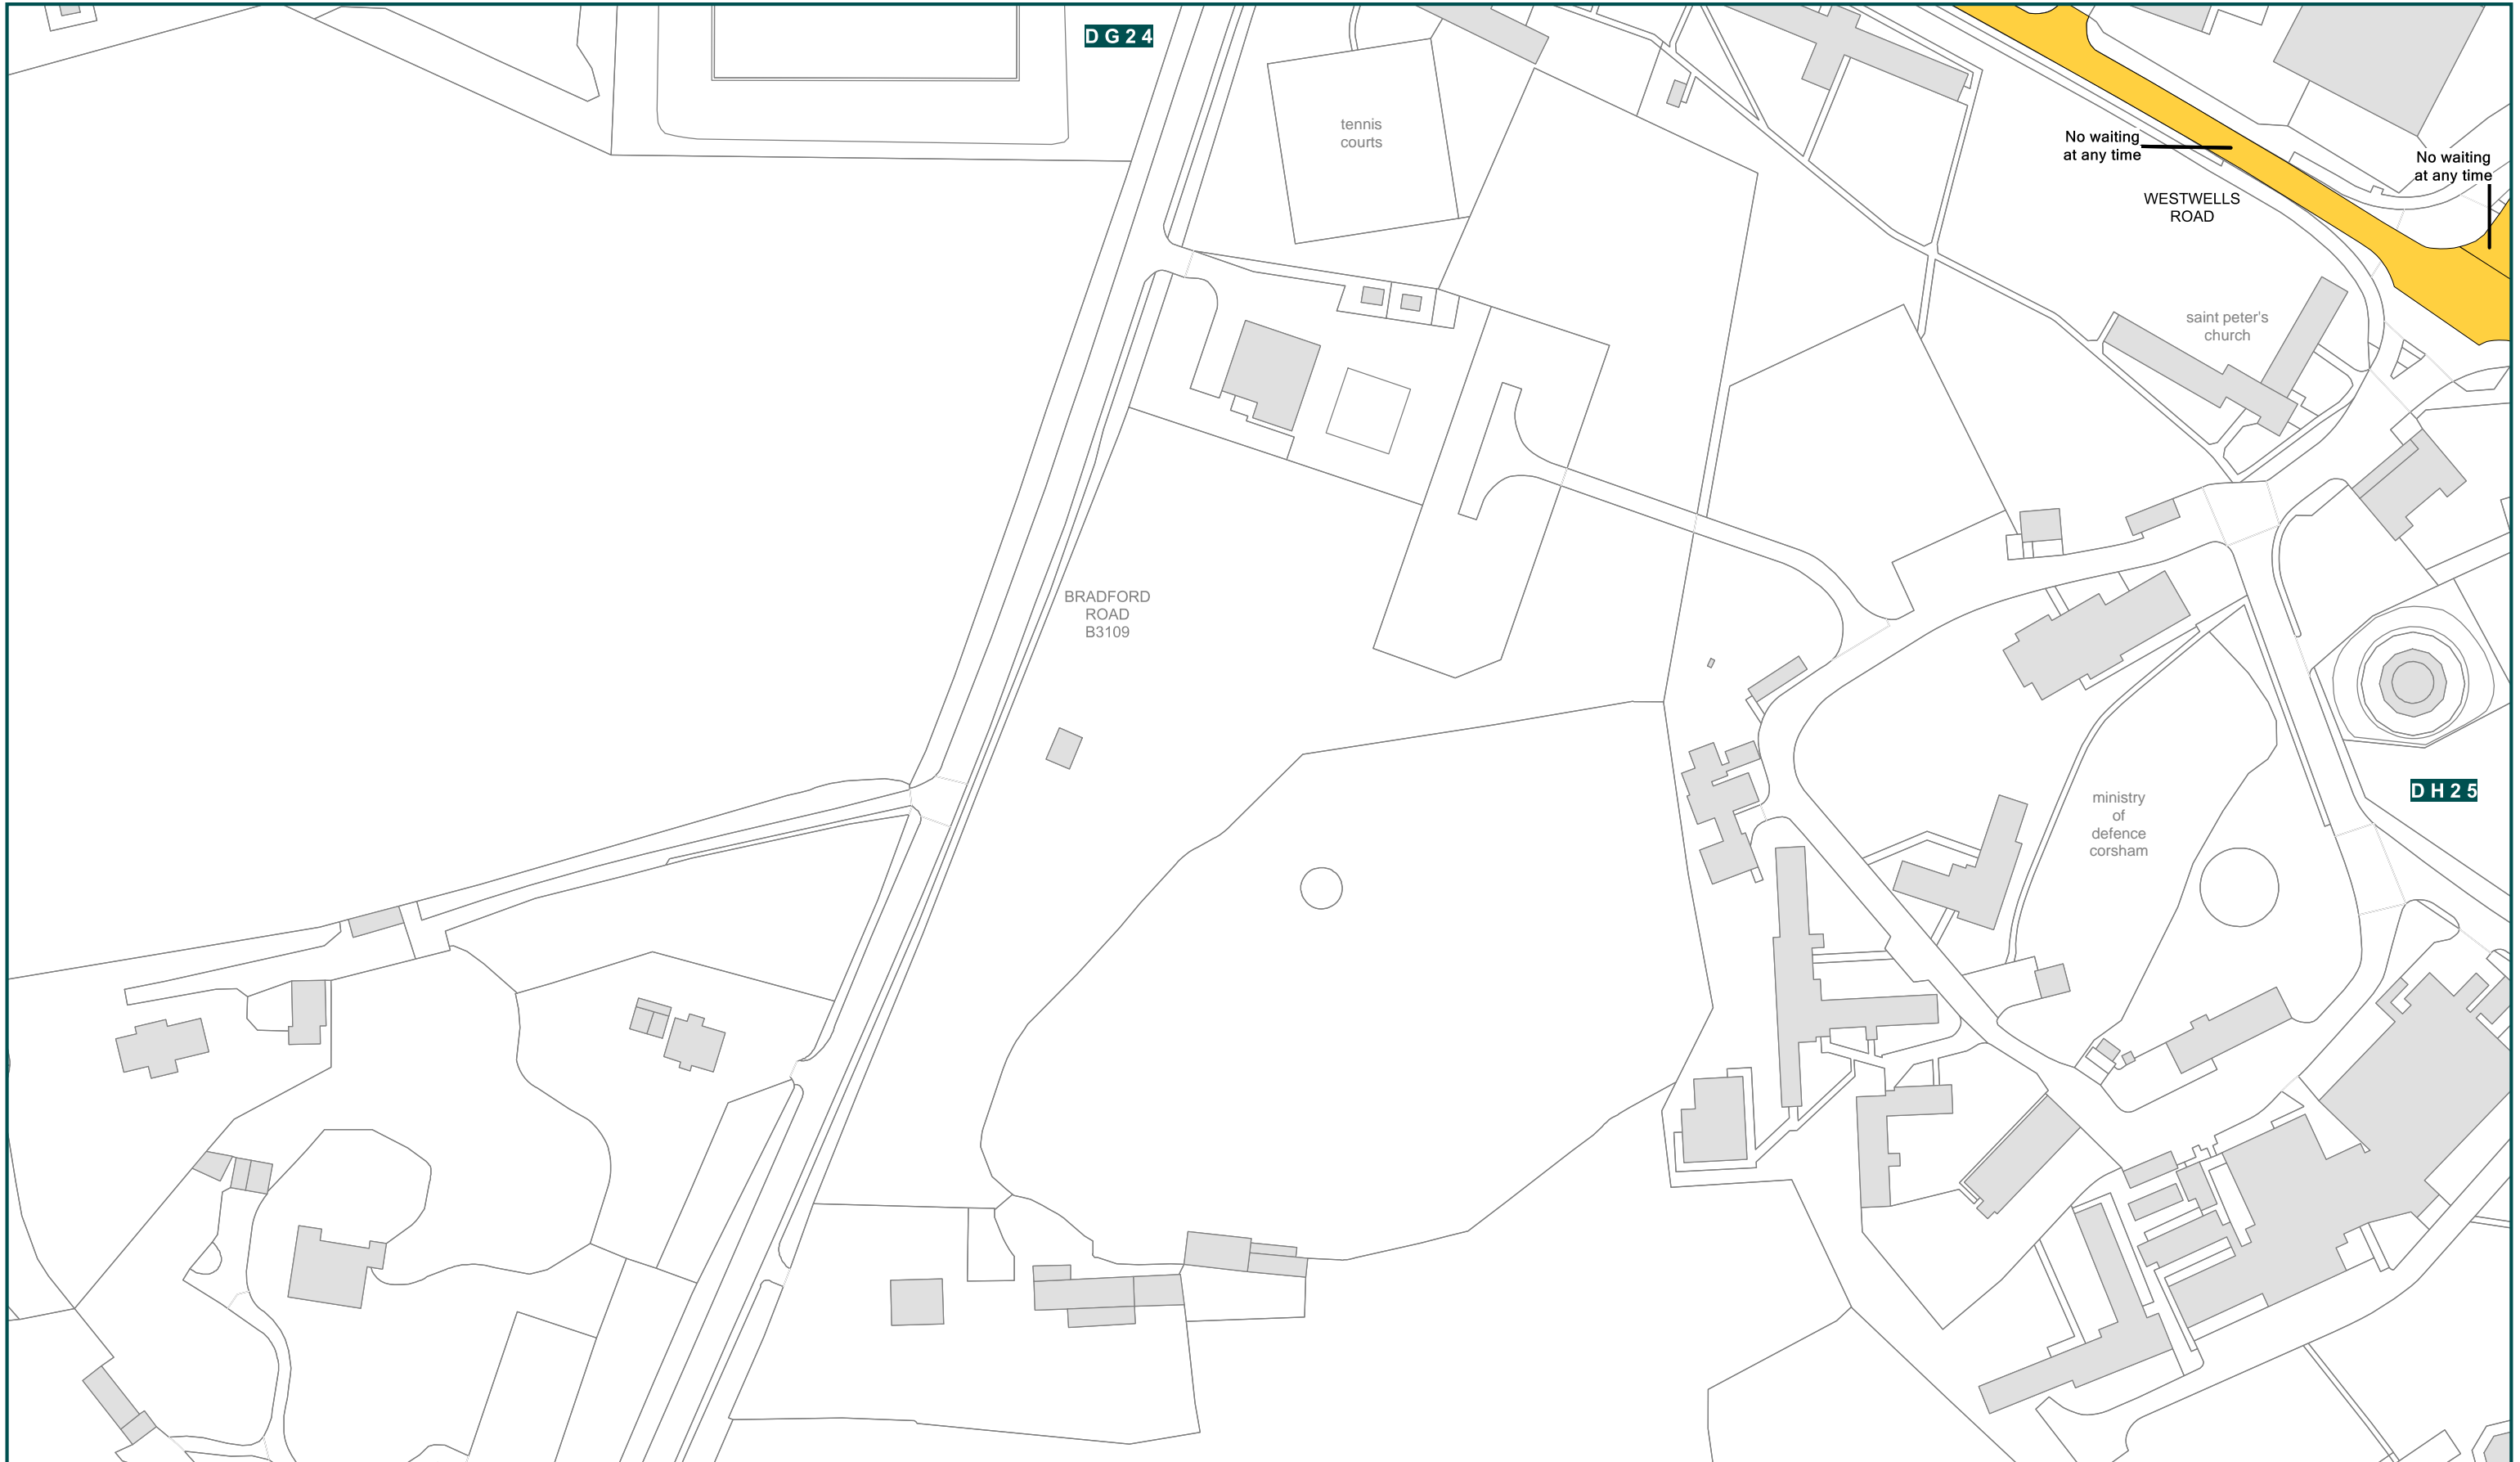 D G 2 4
tennis
courts
No waiting
at any time
No waiting
at any time
WESTWELLS
ROAD
saint peter's
church
BRADFORD
ROAD
B3109
D H 2 5
ministry
of
defence
corsham